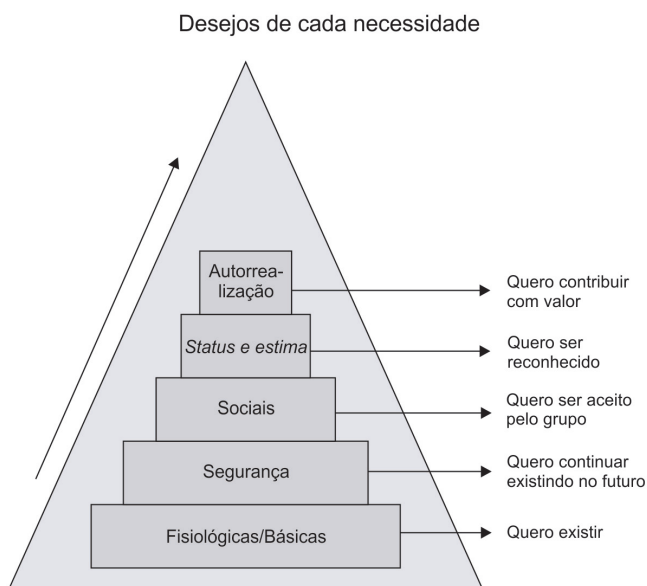 Desejos de cada necessidade
Autorrea-
lização
Quero contribuir
com valor
Status e estima
Quero ser
reconhecido
Sociais
Quero ser aceito
pelo grupo
Segurança
Quero continuar
existindo no futuro
Fisiológicas/Básicas
Quero existir